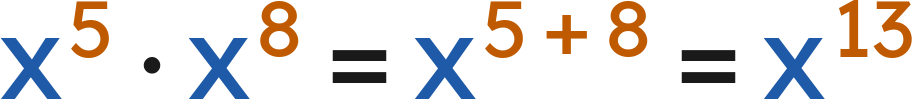 x⁵ · x⁸ = x⁵ ⁺ ⁸ = x¹³